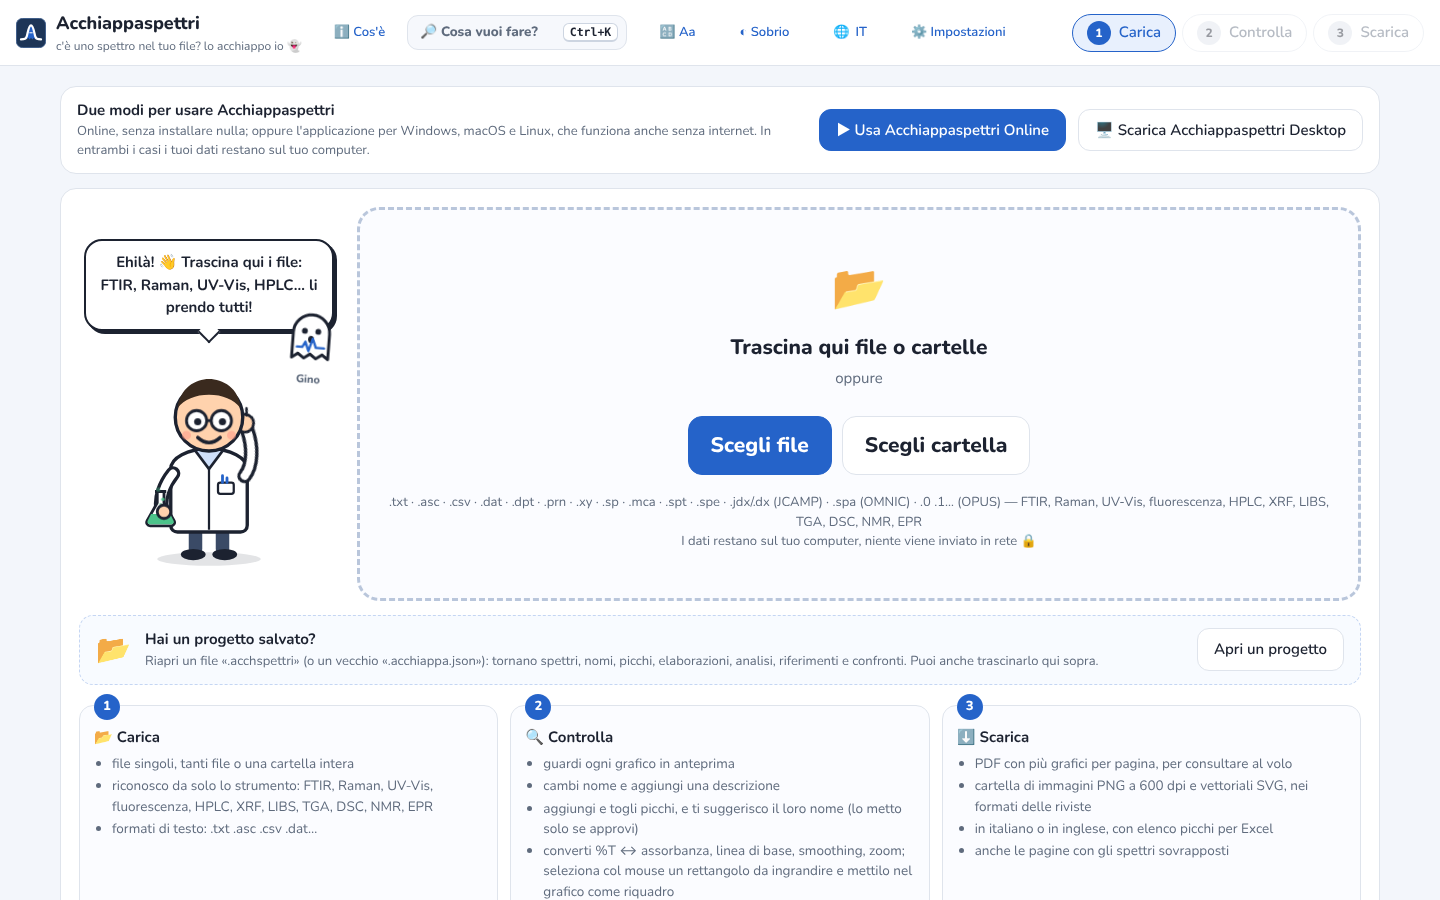 Acchiappaspettri
c'è uno spettro nel tuo file? lo acchiappo io 👻
ℹ️ Cos'è
🔎 Cosa vuoi fare? Ctrl+K
🔠 Aa
Sobrio
🌐 IT
⚙️ Impostazioni
1 Carica
2 Controlla
3 Scarica
Due modi per usare Acchiappaspettri
Online, senza installare nulla; oppure l'applicazione per Windows, macOS e Linux, che funziona anche senza internet. In
entrambi i casi i tuoi dati restano sul tuo computer.
▶ Usa Acchiappaspettri Online
🖥️ Scarica Acchiappaspettri Desktop
Ehilà! 👋 Trascina qui i file:
FTIR, Raman, UV-Vis, HPLC... li
prendo tutti!
Gino
Trascina qui file o cartelle
oppure
Scegli file
Scegli cartella
.txt · .asc · .csv · .dat · .dpt · .prn · .xy · .sp · .mca · .spt · .spe · .jdx/.dx (JCAMP) · .spa (OMNIC) · .0 .1... (OPUS) — FTIR, Raman, UV-Vis, fluorescenza, HPLC, XRF, LIBS,
TGA, DSC, NMR, EPR
I dati restano sul tuo computer, niente viene inviato in rete 🔒
Hai un progetto salvato?
Riapri un file «.acchspettri» (o un vecchio «.acchiappa.json»): tornano spettri, nomi, picchi, elaborazioni, analisi, riferimenti e confronti. Puoi anche trascinarlo qui sopra.
Apri un progetto
1
📂 Carica
• file singoli, tanti file o una cartella intera
• riconosco da solo lo strumento: FTIR, Raman, UV-Vis,
fluorescenza, HPLC, XRF, LIBS, TGA, DSC, NMR, EPR
• formati di testo: .txt .asc .csv .dat...
2
🔍 Controlla
• guardi ogni grafico in anteprima
• cambi nome e aggiungi una descrizione
• aggiungi e togli picchi, e ti suggerisco il loro nome (lo metto
solo se approvi)
• converti %T ↔ assorbanza, linea di base, smoothing, zoom;
seleziona col mouse un rettangolo da ingrandire e mettilo nel
grafico come riquadro
3
⬇️ Scarica
• PDF con più grafici per pagina, per consultare al volo
• cartella di immagini PNG a 600 dpi e vettoriali SVG, nei
formati delle riviste
• in italiano o in inglese, con elenco picchi per Excel
• anche le pagine con gli spettri sovrapposti